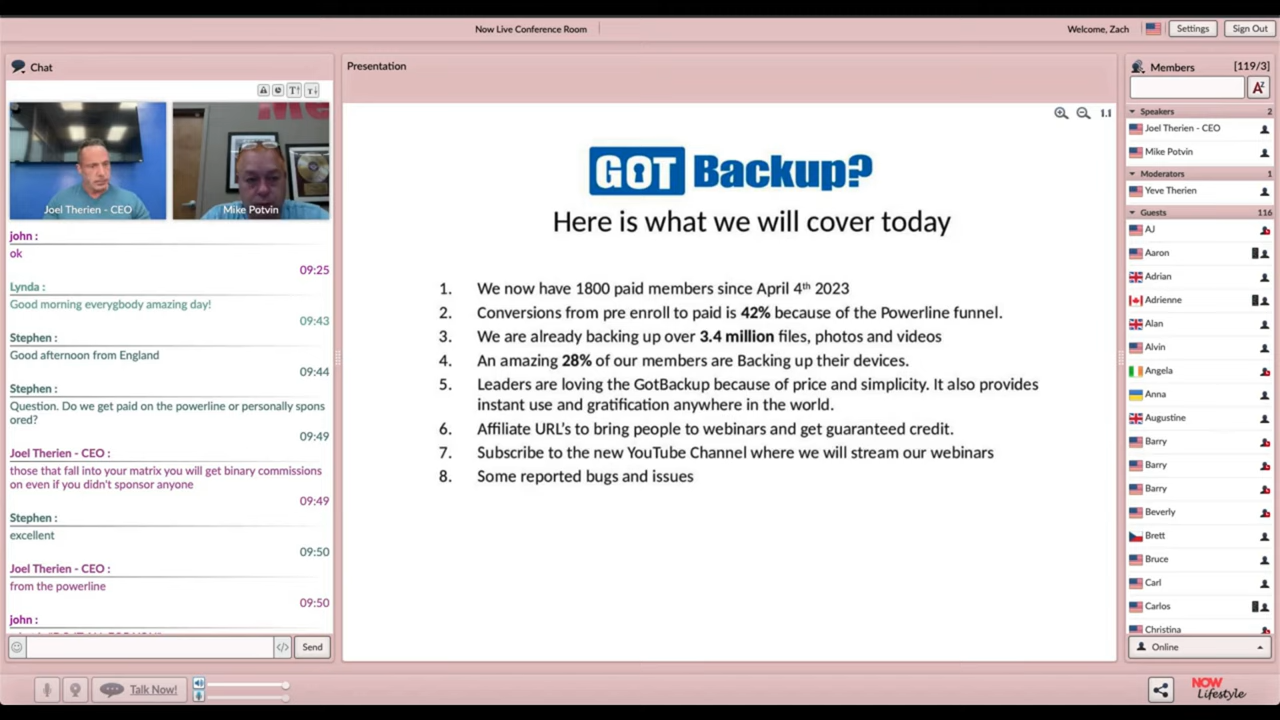 Now Live Conference Room
Welcome, Zach
Settings
Sign Out
Chat
Joel Therien - CEO
Mike Potvin
john :
ok
09:25
Lynda :
Good morning everygbody amazing day!
09:43
Stephen :
Good afternoon from England
09:44
Stephen :
Question. Do we get paid on the powerline or personally spons
ored?
09:49
Joel Therien - CEO :
those that fall into your matrix you will get binary commissions
on even if you didn't sponsor anyone
09:49
Stephen :
excellent
09:50
Joel Therien - CEO :
from the powerline
09:50
john :
Send
Talk Now!
Presentation
1.1
GOT Backup?
Here is what we will cover today
1. We now have 1800 paid members since April 4th 2023
2. Conversions from pre enroll to paid is 42% because of the Powerline funnel.
3. We are already backing up over 3.4 million files, photos and videos
4. An amazing 28% of our members are Backing up their devices.
5. Leaders are loving the GotBackup because of price and simplicity. It also provides
instant use and gratification anywhere in the world.
6. Affiliate URL's to bring people to webinars and get guaranteed credit.
7. Subscribe to the new YouTube Channel where we will stream our webinars
8. Some reported bugs and issues
Members
[119/3]
Speakers 2
Joel Therien - CEO
Mike Potvin
Moderators 1
Yeve Therien
Guests 116
AJ
Aaron
Adrian
Adrienne
Alan
Alvin
Angela
Anna
Augustine
Barry
Barry
Barry
Beverly
Brett
Bruce
Carl
Carlos
Christina
Online
NOW
Lifestyle